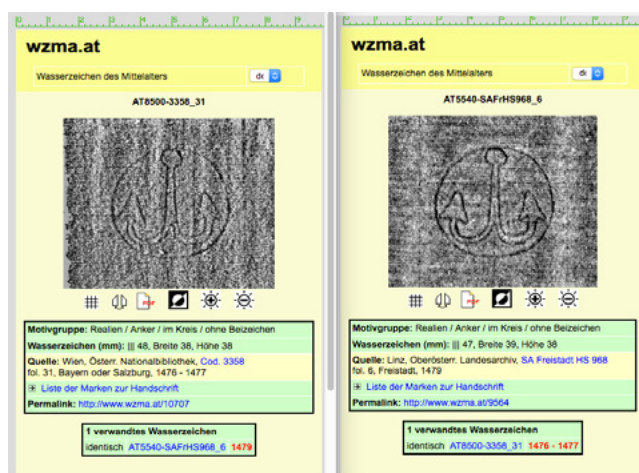 wzma.at
Wasserzeichen des Mittelalters
AT8500-3358_31
PDF
Motivgruppe: Realien / Anker / im Kreis / ohne Beizeichen
Wasserzeichen (mm): ||| 48, Breite 38, Höhe 38
Quelle: Wien, Österr. Nationalbibliothek, Cod. 3358
fol. 31, Bayern oder Salzburg, 1476 - 1477
Liste der Marken zur Handschrift
Permalink: http://www.wzma.at/10707
1 verwandtes Wasserzeichen
identisch AT5540-SAFrHS968_6 1479
wzma.at
Wasserzeichen des Mittelalters
AT5540-SAFrHS968_6
PDF
Motivgruppe: Realien / Anker / im Kreis / ohne Beizeichen
Wasserzeichen (mm): ||| 47, Breite 39, Höhe 38
Quelle: Linz, Oberösterr. Landesarchiv, SA Freistadt HS 968
fol. 6, Freistadt, 1479
Liste der Marken zur Handschrift
Permalink: http://www.wzma.at/9564
1 verwandtes Wasserzeichen
identisch AT8500-3358_31 1476 - 1477